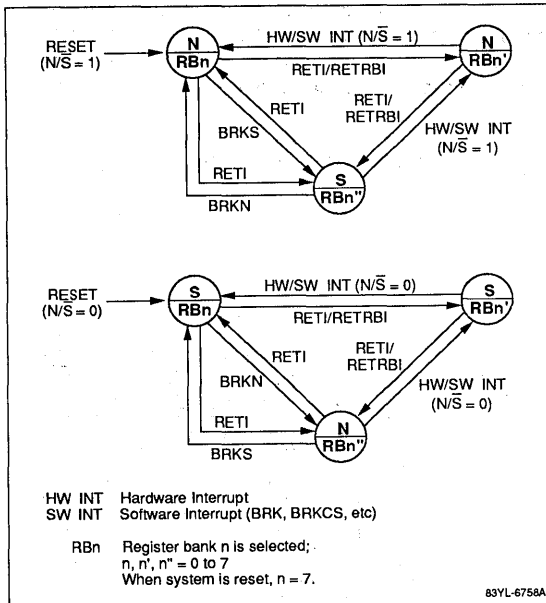 RESET
(N/S̅ = 1)
N
RBn
HW/SW INT (N/S̅ = 1)
RETI/RETRBI
N
RBn'
RETI
BRKS
RETI/
RETRBI
HW/SW INT
(N/S̅ = 1)
RETI
BRKN
S
RBn"
RESET
(N/S̅ = 0)
S
RBn
HW/SW INT (N/S̅ = 0)
RETI/RETRBI
S
RBn'
RETI
BRKN
RETI/
RETRBI
HW/SW INT
(N/S̅ = 0)
RETI
BRKS
N
RBn"
HW INT Hardware Interrupt
SW INT Software Interrupt (BRK, BRKCS, etc)
RBn Register bank n is selected;
n, n', n" = 0 to 7
When system is reset, n = 7.
83YL-6758A